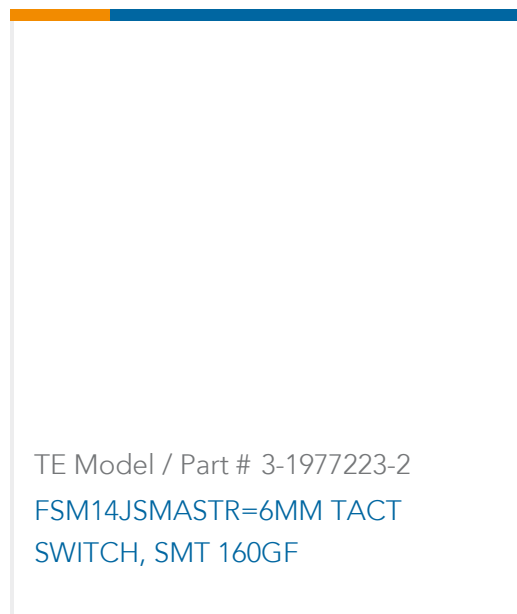 TE Model / Part # 3-1977223-2
FSM14JSMASTR=6MM TACT
SWITCH, SMT 160GF